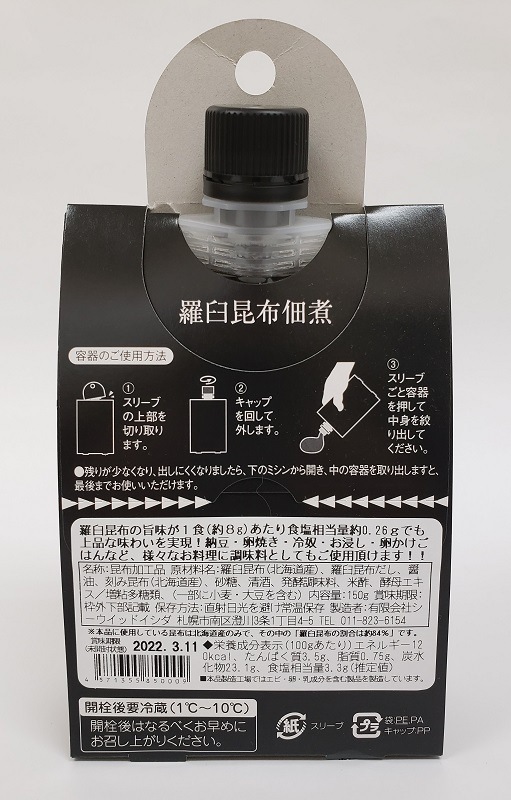 羅臼昆布佃煮
容器のご使用方法
①
スリーブ
の上部を
切り取り
ます。
②
キャップ
を回して
外します。
③
スリーブ
ごと容器
を押して
中身を絞
り出して
ください。
●残りが少なくなり、出しにくくなりましたら、下のミシンから開き、中の容器を取り出しますと、
最後までお使いいただけます。
羅臼昆布の旨味が1食(約8g)あたり食塩相当量約0.26gでも
上品な味わいを実現!納豆・卵焼き・冷奴・お浸し・卵かけご
はんなど、様々なお料理に調味料としてもご使用頂けます!!
名称:昆布加工品 原材料名:羅臼昆布(北海道産)、羅臼昆布だし、醤
油、刻み昆布(北海道産)、砂糖、清酒、発酵調味料、米酢、酵母エキ
ス/増粘多糖類、(一部に小麦・大豆を含む) 内容量:150g 賞味期限:
枠外下部記載 保存方法:直射日光を避け常温保存 製造者:有限会社シ
ーウィッドイシダ 札幌市南区澄川3条1丁目4-5 TEL 011-823-6154
※本品に使用している昆布は北海道産のみで、その中の「羅臼昆布の割合は約84%」です。
賞味期限
(未開封状態) 2022. 3.11
4571355850009
◆栄養成分表示(100gあたり)エネルギー12
0kcal、たんぱく質3.5g、脂質0.75g、炭水
化物23.1g、食塩相当量3.3g(推定値)
■本品製造工場ではエビ・卵・乳成分を含む製品を製造しています。
開栓後要冷蔵(1℃～10℃)
開栓後はなるべくお早めに
お召し上がりください。
紙 スリーブ
プラ 袋:PE.PA
キャップ:PP